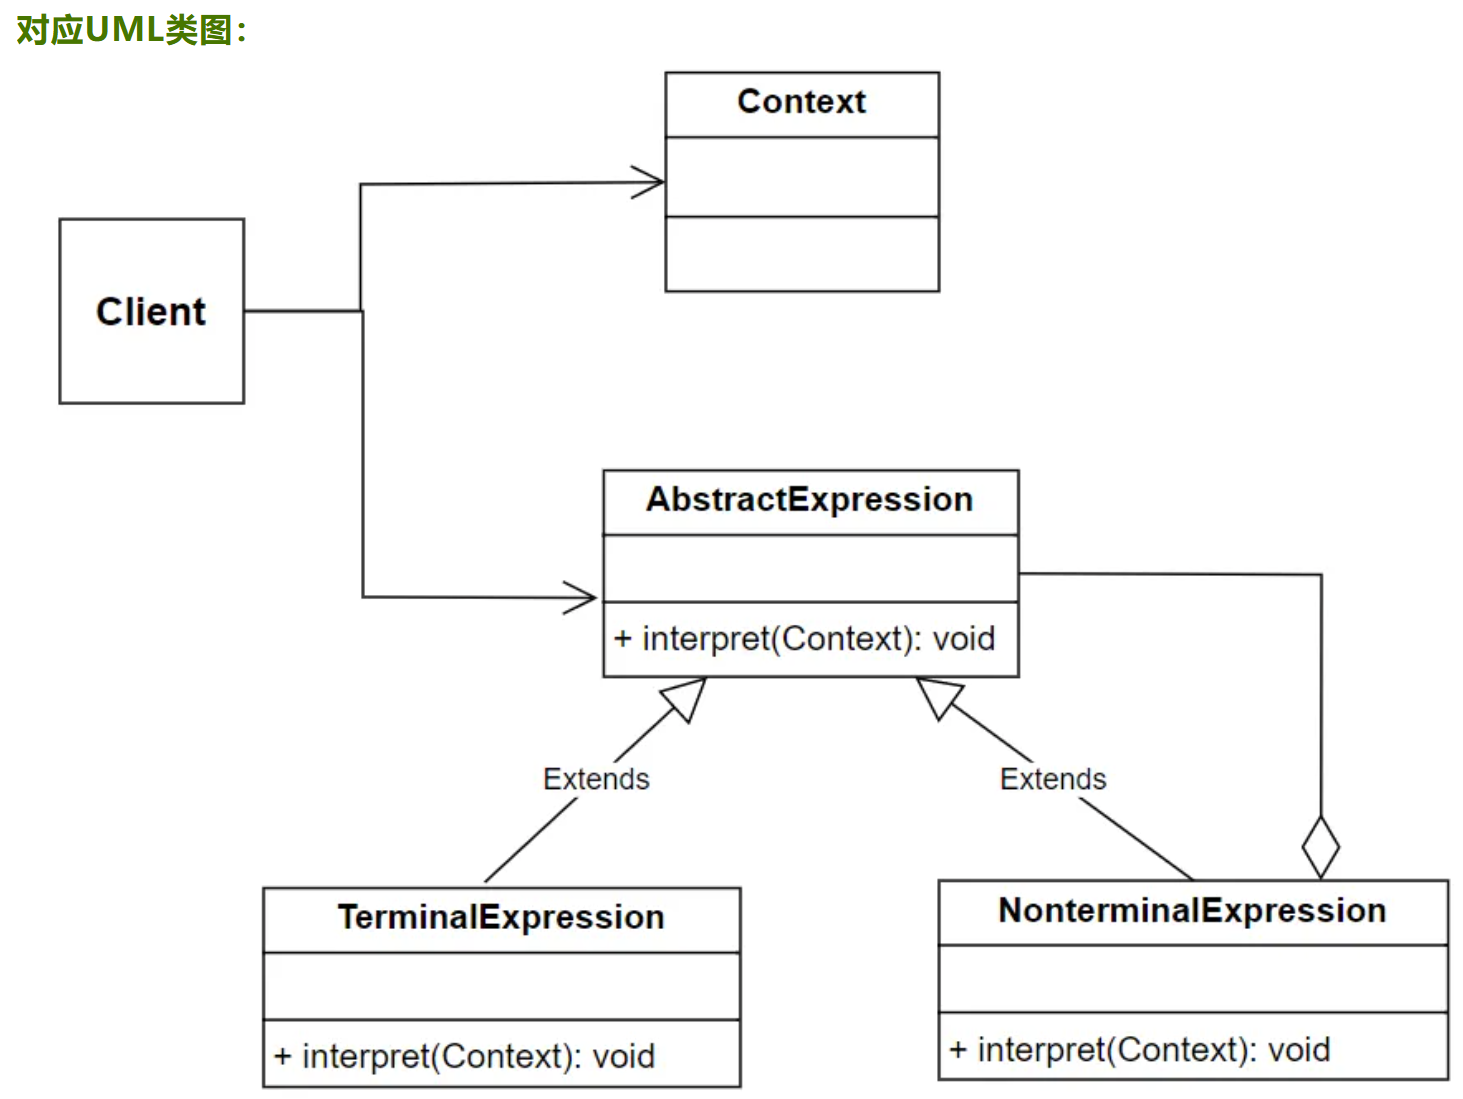 对应UML类图：
Context
Client
AbstractExpression
+ interpret(Context): void
Extends
Extends
TerminalExpression
+ interpret(Context): void
NonterminalExpression
+ interpret(Context): void